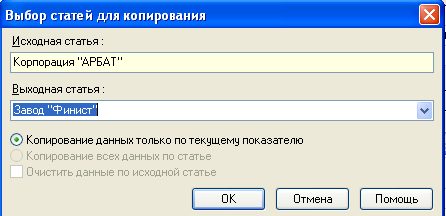 Выбор статей для копирования
Исходная статья :
Корпорация "АРБАТ"
Выходная статья :
Завод "Финист"
Копирование данных только по текущему показателю
Копирование всех данных по статье
Очистить данные по исходной статье
OK Отмена Помощь